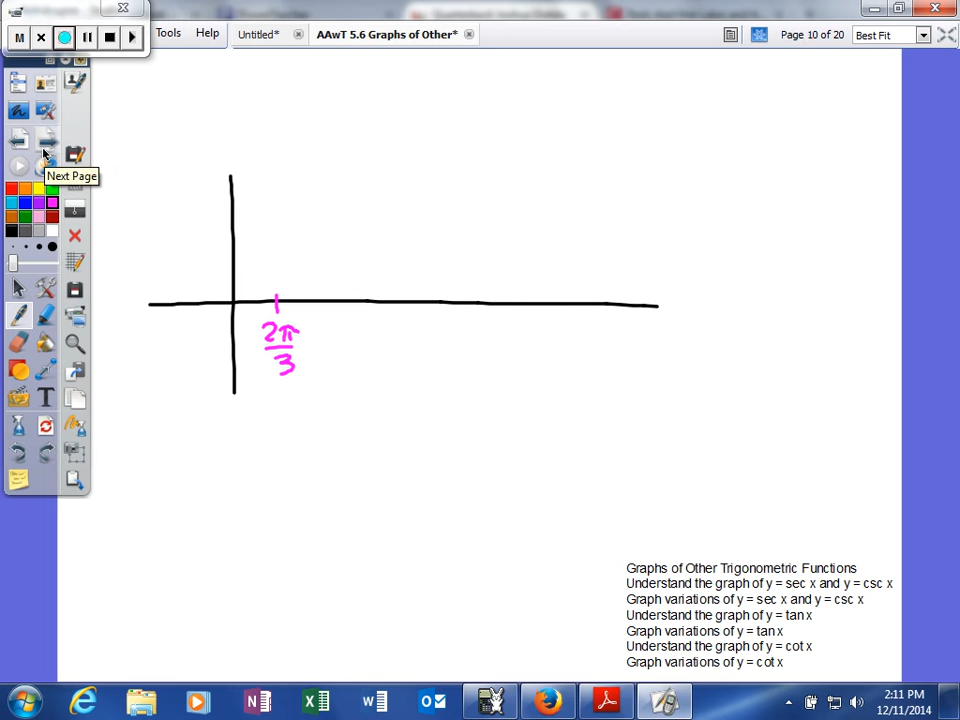 M
Tools Help Untitled* AAwT 5.6 Graphs of Other* Page 10 of 20 Best Fit
Next Page
2π
3
Graphs of Other Trigonometric Functions
Understand the graph of y = sec x and y = csc x
Graph variations of y = sec x and y = csc x
Understand the graph of y = tan x
Graph variations of y = tan x
Understand the graph of y = cot x
Graph variations of y = cot x
2:11 PM
12/11/2014